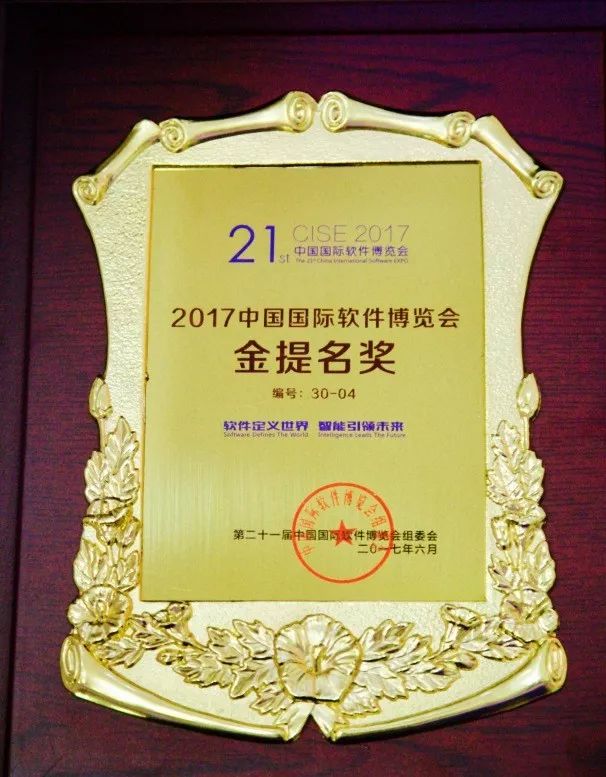 21st CISE 2017
中国国际软件博览会
The 21st China International Software EXPO
2017中国国际软件博览会
金提名奖
编号：30-04
软件定义世界 智能引领未来
Software Defines The World Intelligence Leads The Future
中国国际软件博览会组
第二十一届中国国际软件博览会组委会
二〇一七年六月